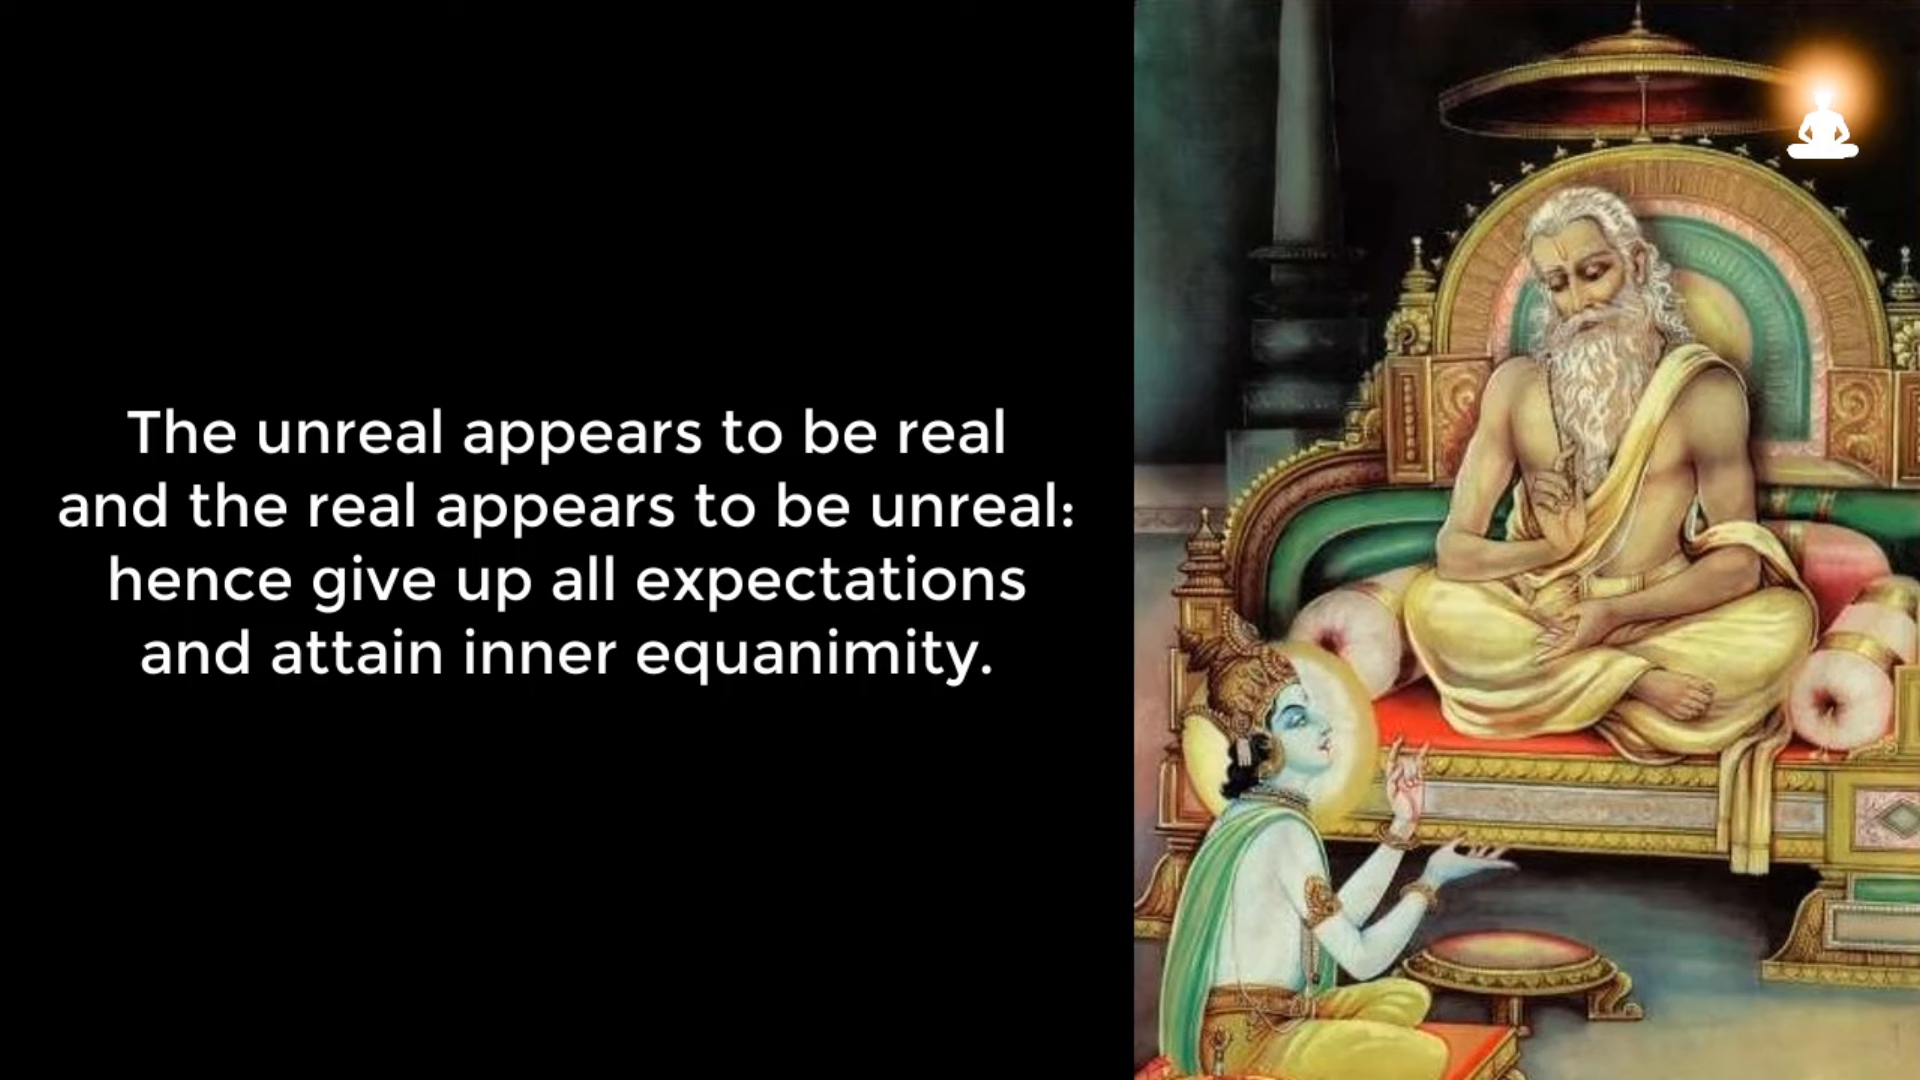 The unreal appears to be real
and the real appears to be unreal:
hence give up all expectations
and attain inner equanimity.